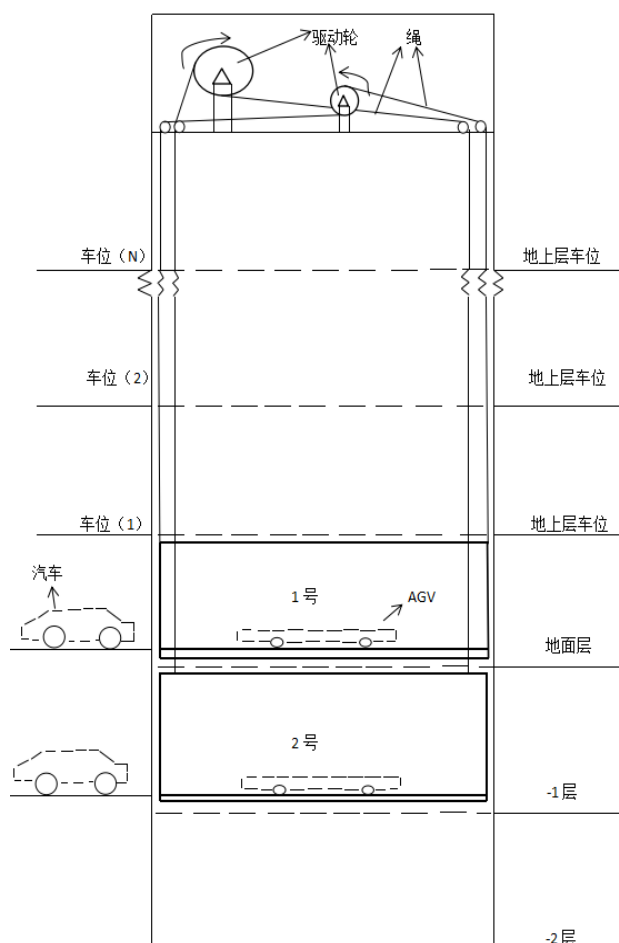 驱动轮
绳
车位（N）
地上层车位
车位（2）
地上层车位
车位（1）
地上层车位
汽车
1 号
AGV
地面层
2 号
-1 层
-2 层